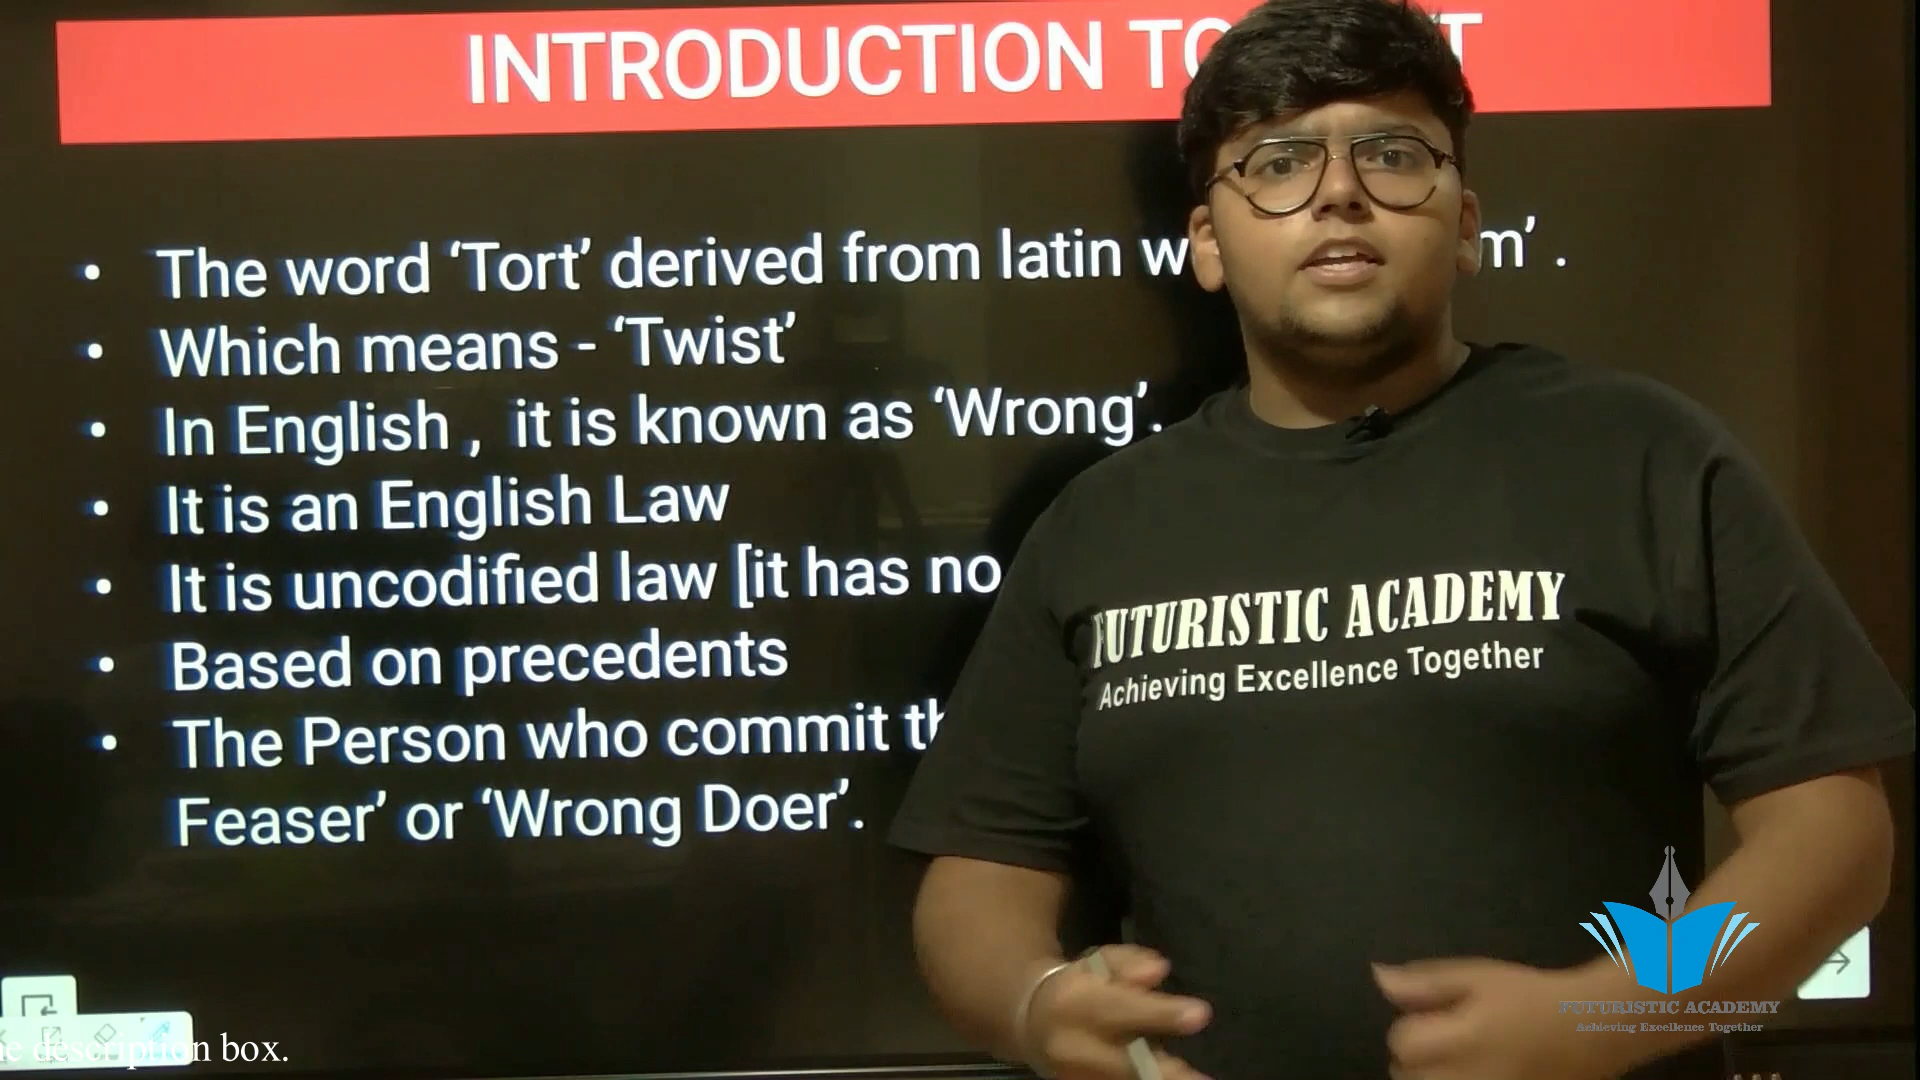 INTRODUCTION TO
• The word ‘Tort’ derived from latin
• Which means - ‘Twist’
• In English , it is known as ‘Wrong’.
• It is an English Law
• It is uncodified law [it has no
• Based on precedents
• The Person who commit
Feaser’ or ‘Wrong Doer’.
FUTURISTIC ACADEMY
Achieving Excellence Together
FUTURISTIC ACADEMY
Achieving Excellence Together
description box.